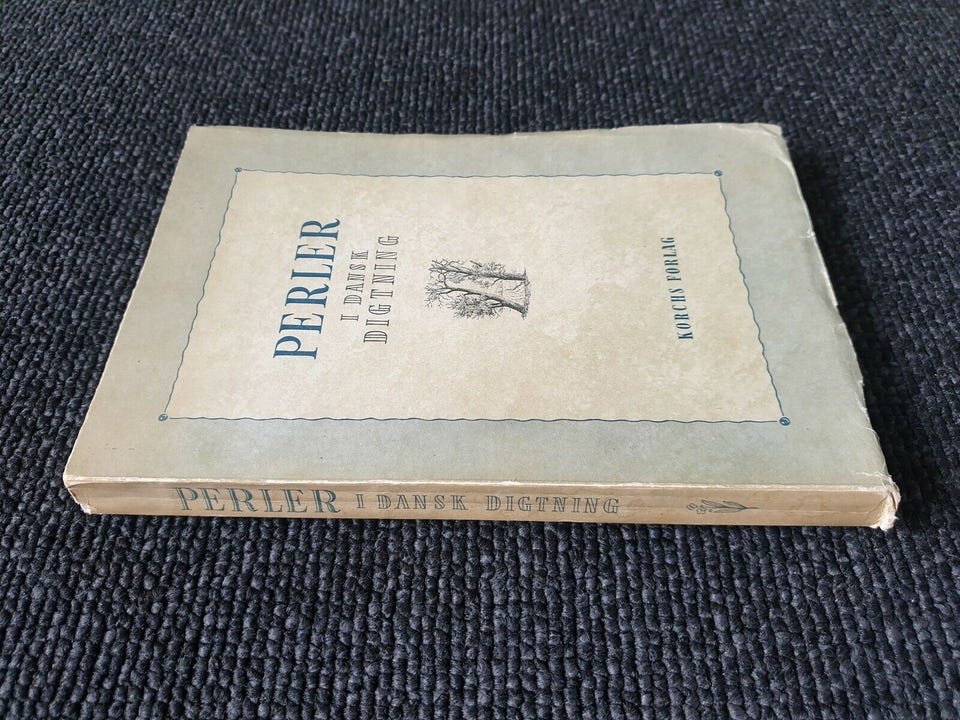 PERLER
I DANSK
DIGTNING
KORCHS FORLAG
PERLER I DANSK DIGTNING